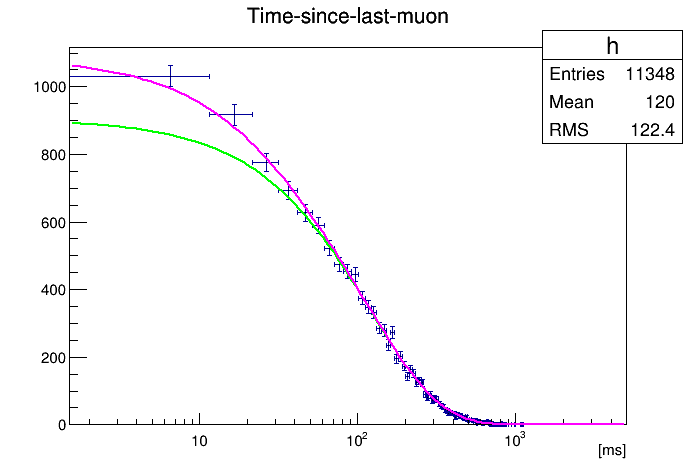 Time-since-last-muon
h
Entries 11348
Mean 120
RMS 122.4
1000
800
600
400
200
0
10 10² 10³
[ms]